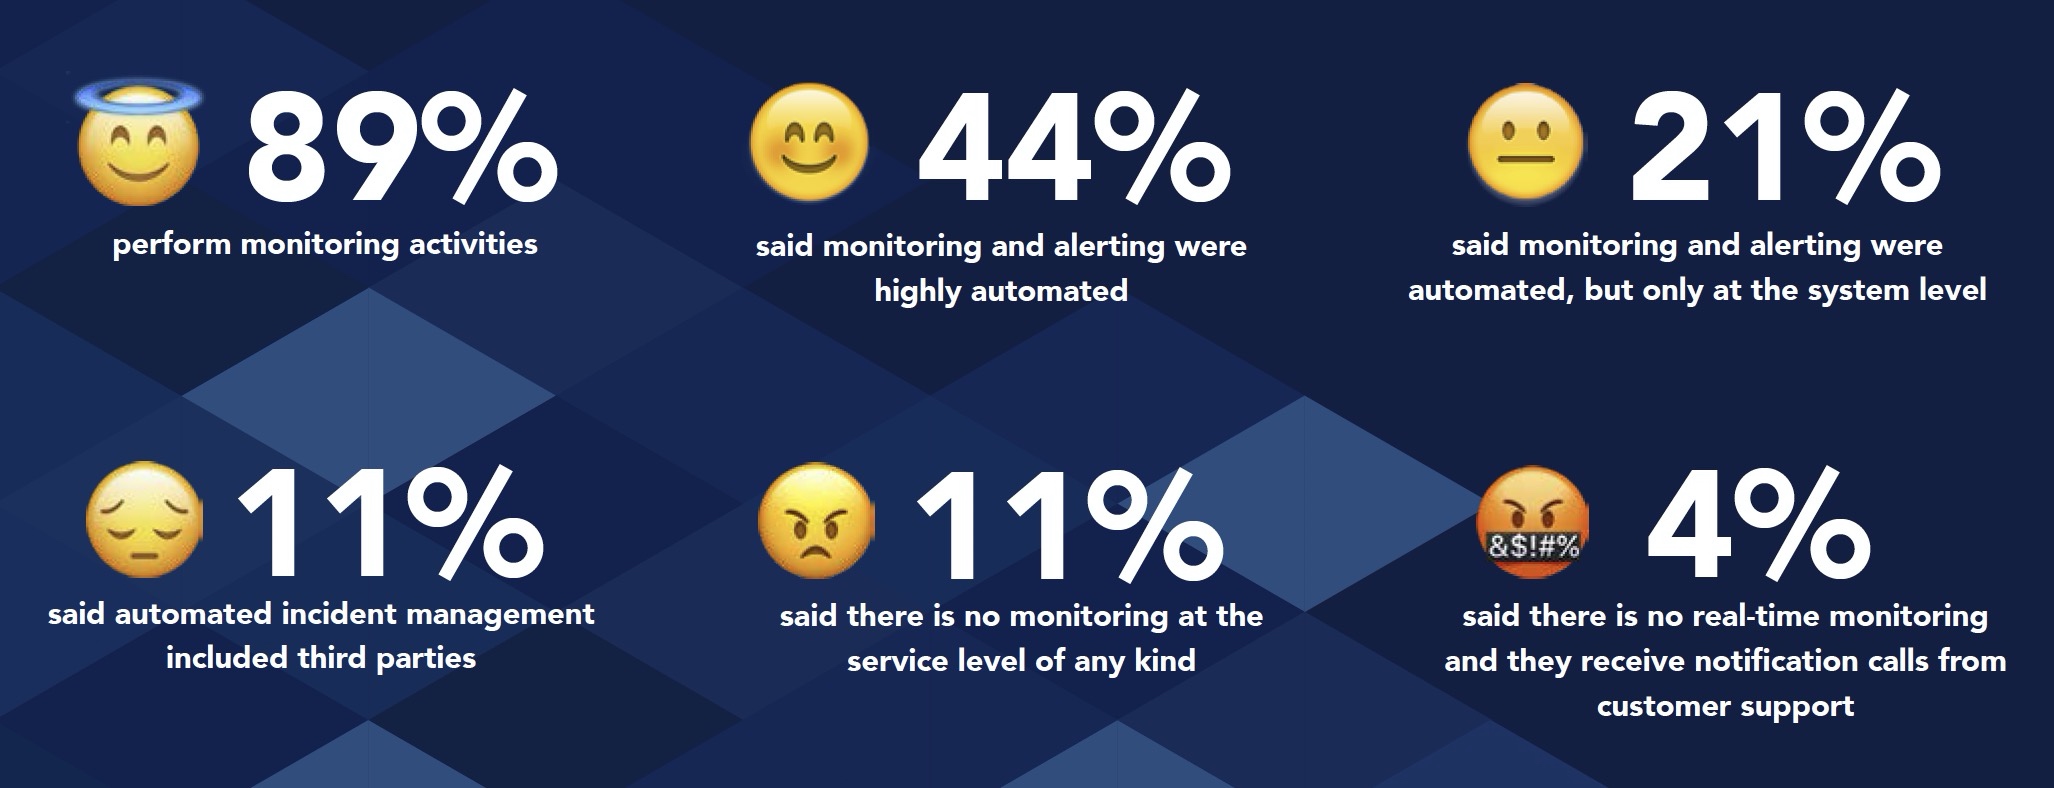 89%
perform monitoring activities
44%
said monitoring and alerting were
highly automated
21%
said monitoring and alerting were
automated, but only at the system level
11%
said automated incident management
included third parties
11%
said there is no monitoring at the
service level of any kind
&$!#%
4%
said there is no real-time monitoring
and they receive notification calls from
customer support